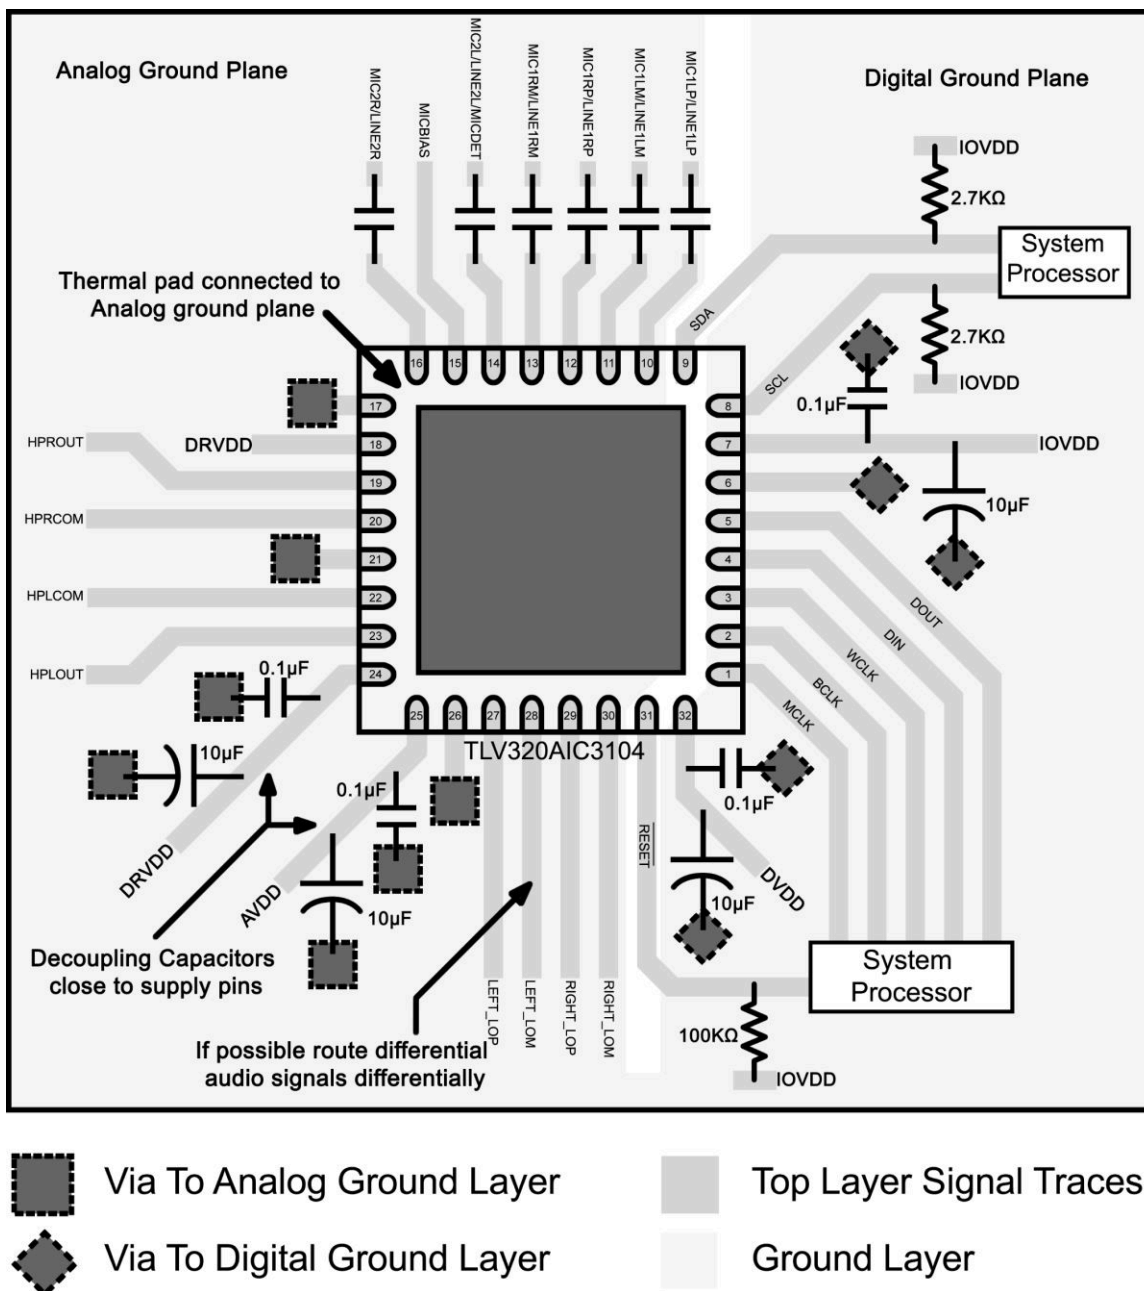 Analog Ground Plane
Digital Ground Plane
MIC2R/LINE2R
MICBIAS
MIC2L/LINE2L/MICDET
MIC1RM/LINE1RM
MIC1RP/LINE1RP
MIC1LM/LINE1LM
MIC1LP/LINE1LP
IOVDD
2.7KΩ
System
Processor
2.7KΩ
IOVDD
Thermal pad connected to
Analog ground plane
SDA
SCL
0.1µF
16
15
14
13
12
11
10
9
17
8
HPROUT
DRVDD
18
7
IOVDD
19
6
10µF
HPRCOM
20
5
21
4
HPLCOM
22
3
23
2
HPLOUT
24
1
DOUT
DIN
WCLK
BCLK
MCLK
0.1µF
25
26
27
28
29
30
31
32
TLV320AIC3104
10µF
0.1µF
0.1µF
DRVDD
AVDD
10µF
RESET
10µF
DVDD
Decoupling Capacitors
close to supply pins
System
Processor
LEFT_LOP
LEFT_LOM
RIGHT_LOP
RIGHT_LOM
If possible route differential
audio signals differentially
100KΩ
IOVDD
Via To Analog Ground Layer
Top Layer Signal Traces
Via To Digital Ground Layer
Ground Layer